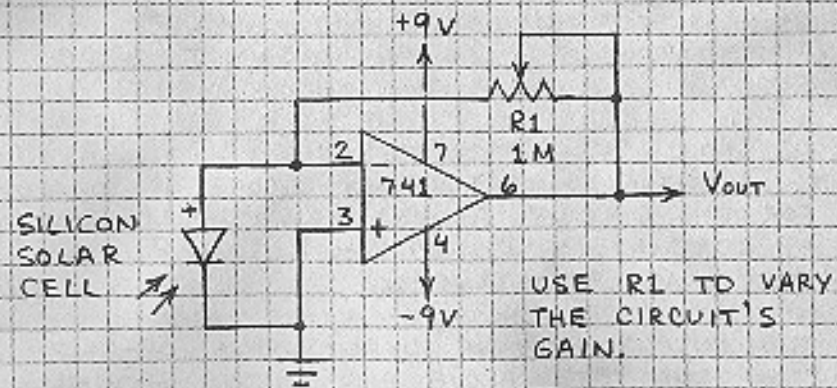 +9V
R1
1M
2
-
7
741
6
VOUT
+
3
+
4
SILICON
SOLAR
CELL
-9V
USE R1 TO VARY
THE CIRCUIT'S
GAIN.